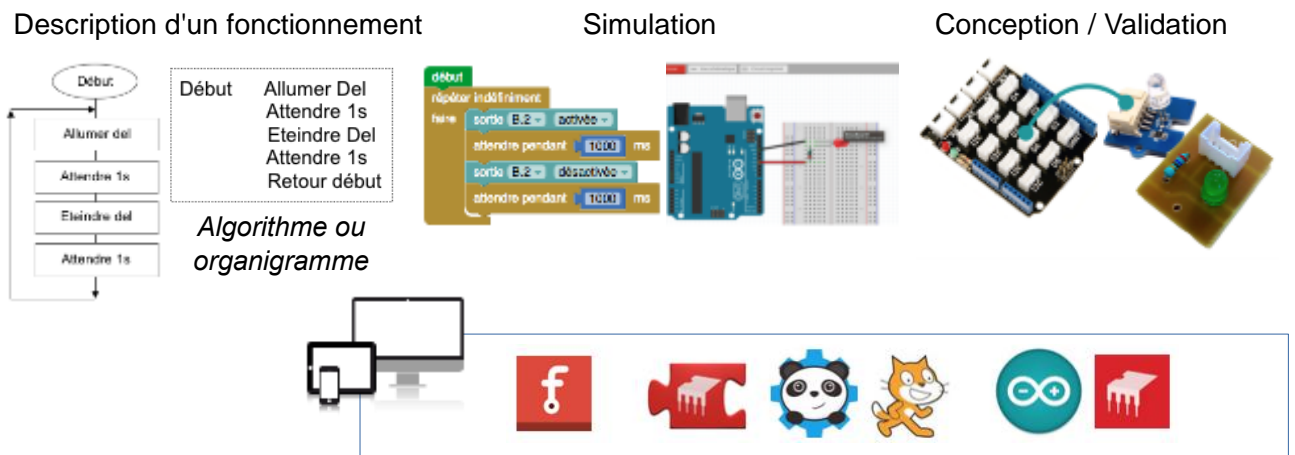 Description d'un fonctionnement
Simulation
Conception / Validation
Début
Allumer del
Attendre 1s
Eteindre del
Attendre 1s
Début Allumer Del
Attendre 1s
Eteindre Del
Attendre 1s
Retour début
Algorithme ou
organigramme
début
répéter indéfiniment
faire sortie B.2 activée
attendre pendant 1000 ms
sortie B.2 désactivée
attendre pendant 1000 ms